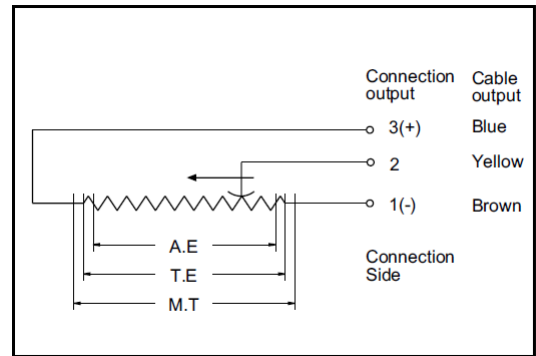 Connection output
Cable output
3(+) Blue
2 Yellow
1(-) Brown
A.E
T.E
M.T
Connection Side